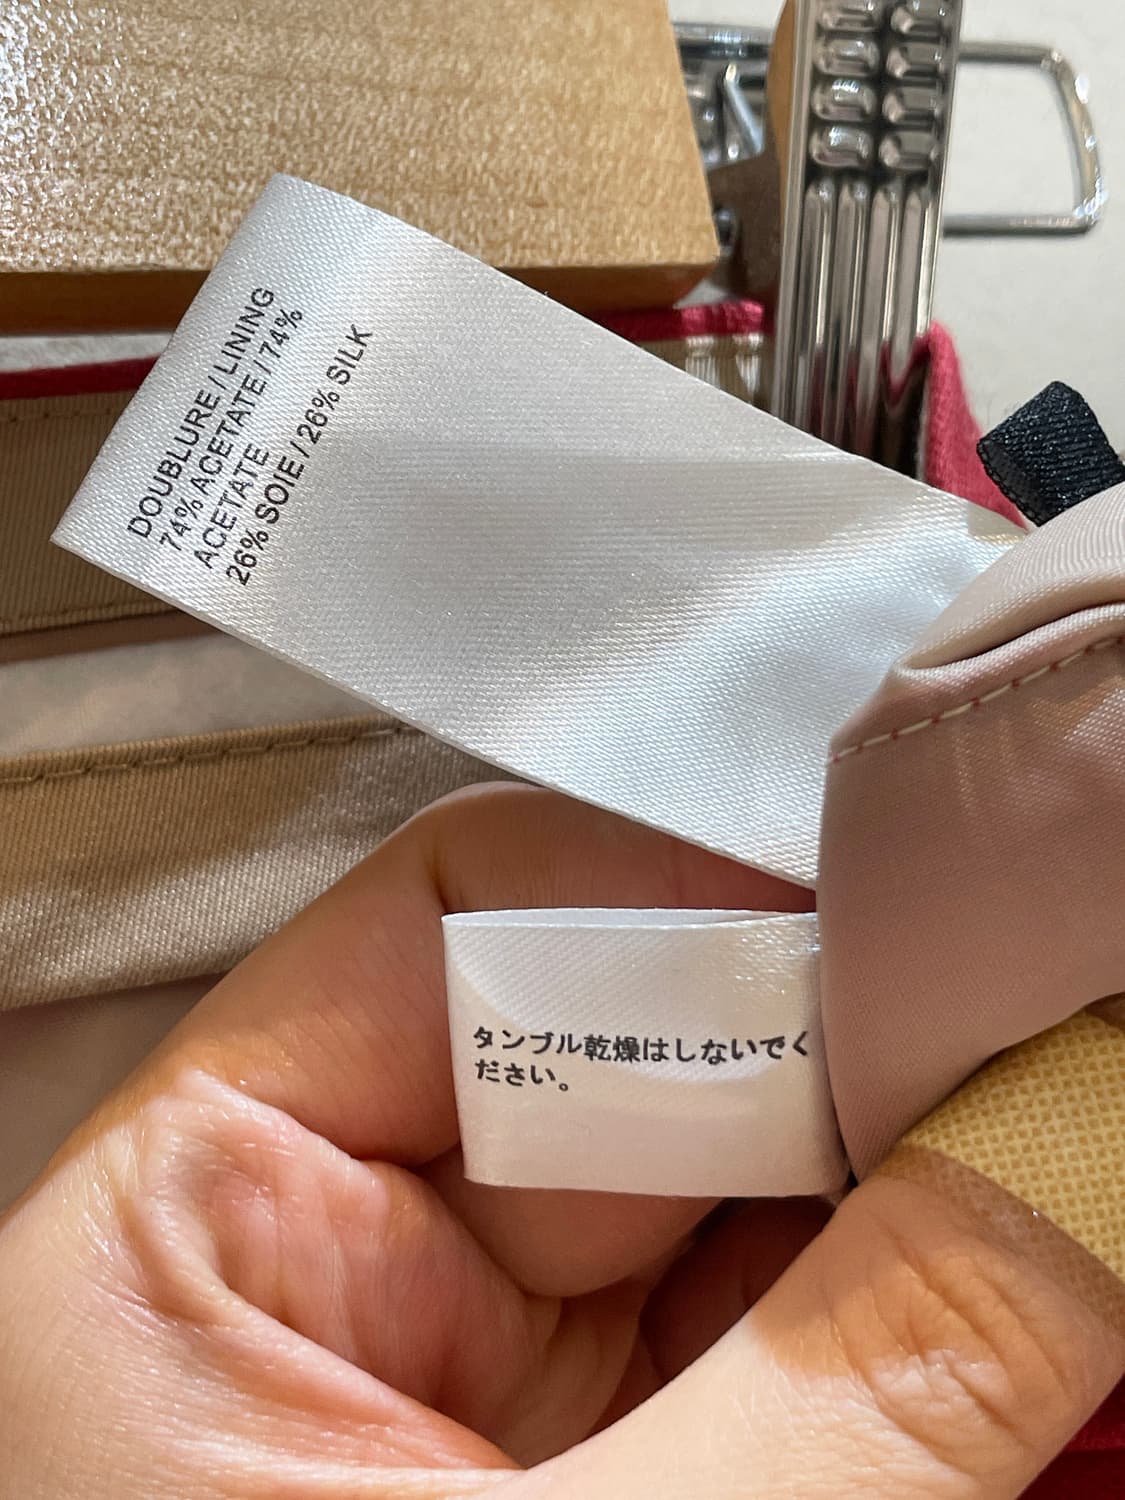 DOUBLURE / LINING
74% ACETATE / 74%
ACETATE
26% SOIE / 26% SILK
タンブル乾燥はしないでく
ださい。